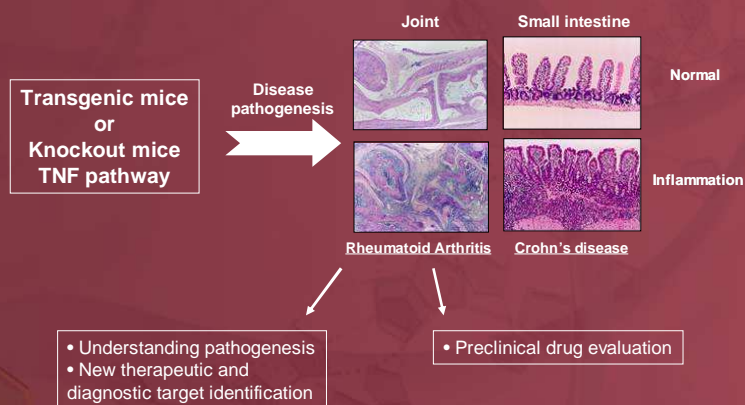 Joint
Small intestine
Transgenic mice
or
Knockout mice
TNF pathway
Disease
pathogenesis
Normal
Inflammation
Rheumatoid Arthritis
Crohn's disease
• Understanding pathogenesis
• New therapeutic and
diagnostic target identification
• Preclinical drug evaluation